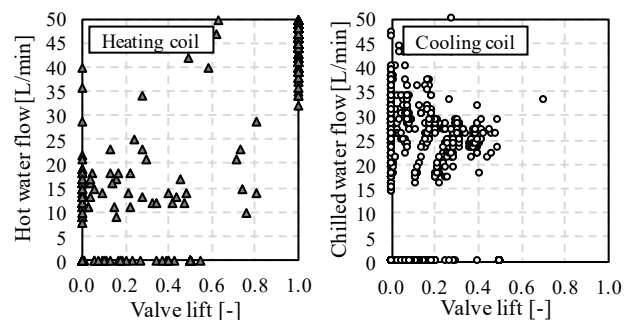 Hot water flow [L/min]
50
45
40
35
30
25
20
15
10
5
0
Heating coil
0.0 0.2 0.4 0.6 0.8 1.0
Valve lift [-]
Chilled water flow [L/min]
50
45
40
35
30
25
20
15
10
5
0
Cooling coil
0.0 0.2 0.4 0.6 0.8 1.0
Valve lift [-]